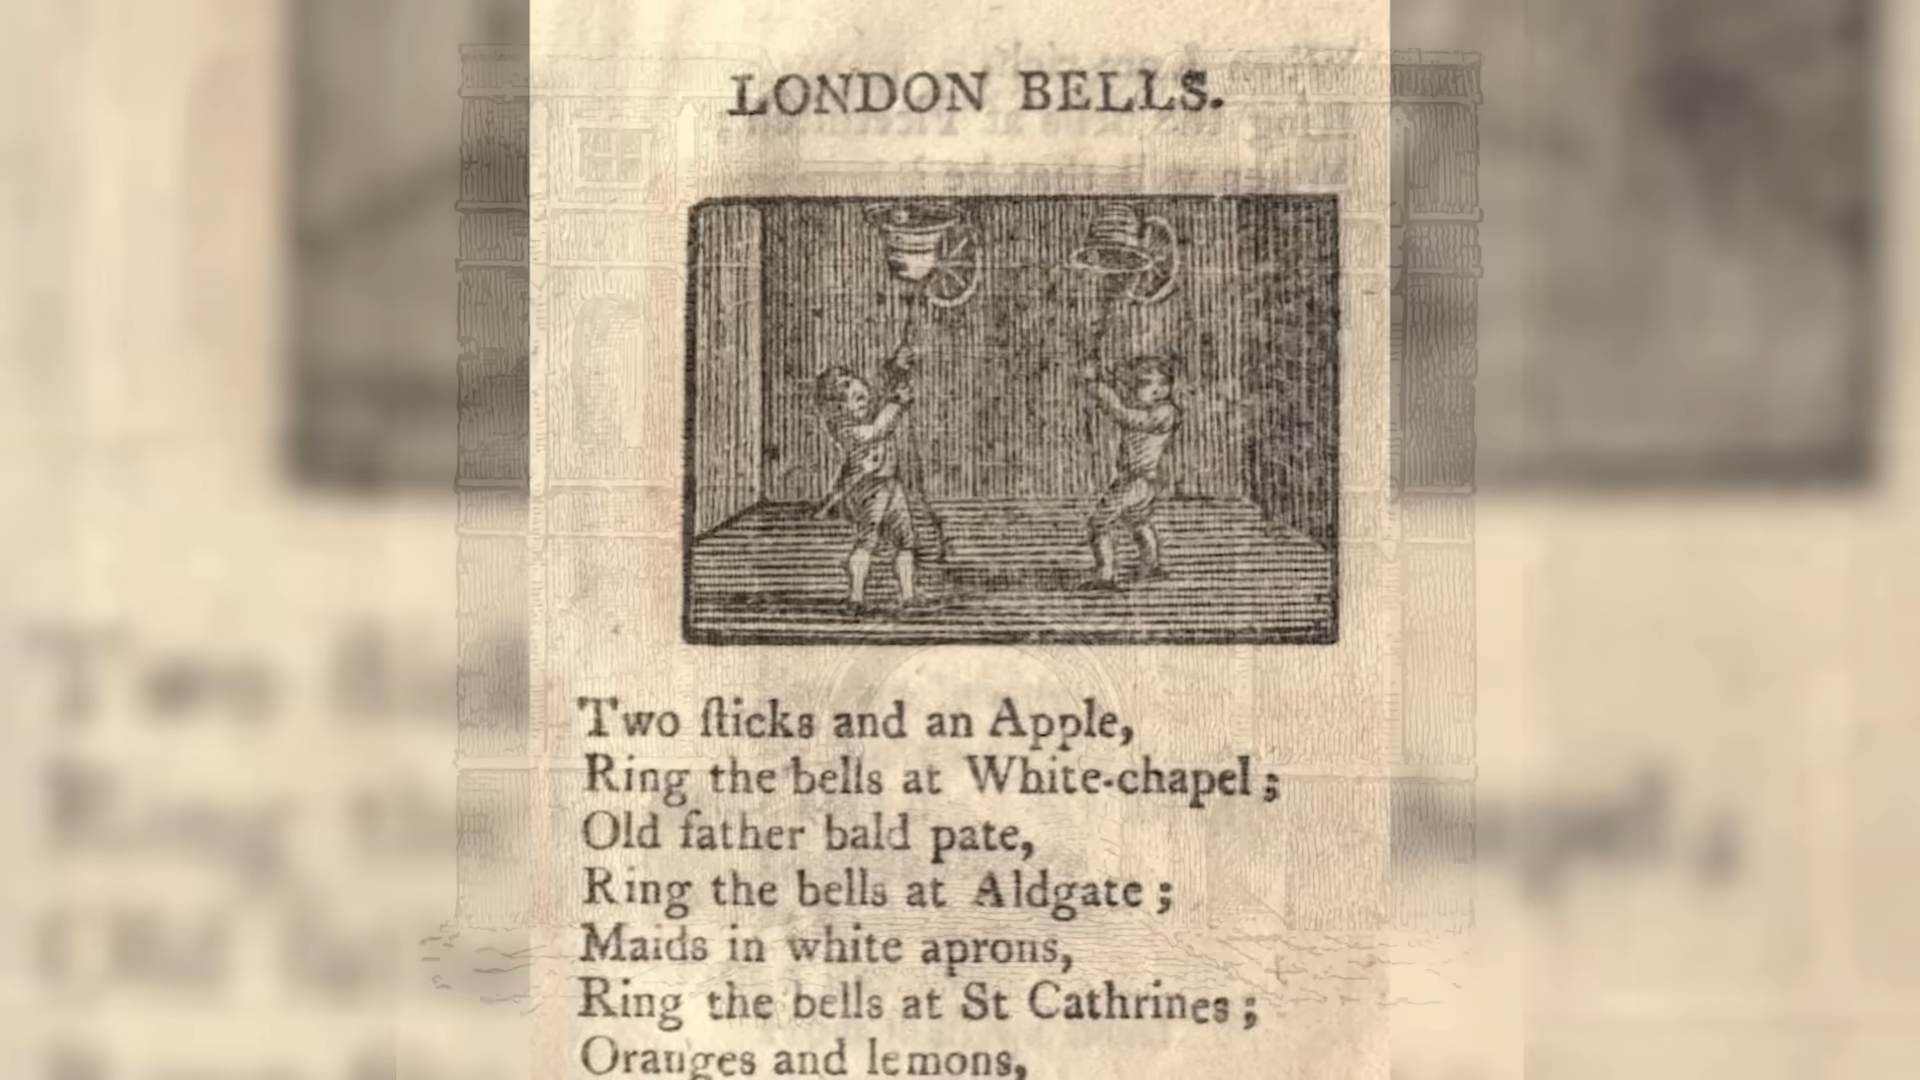 LONDON BELLS.
Two ſticks and an Apple,
Ring the bells at White-chapel;
Old father bald pate,
Ring the bells at Aldgate;
Maids in white aprons,
Ring the bells at St Cathrines;
Oranges and lemons,